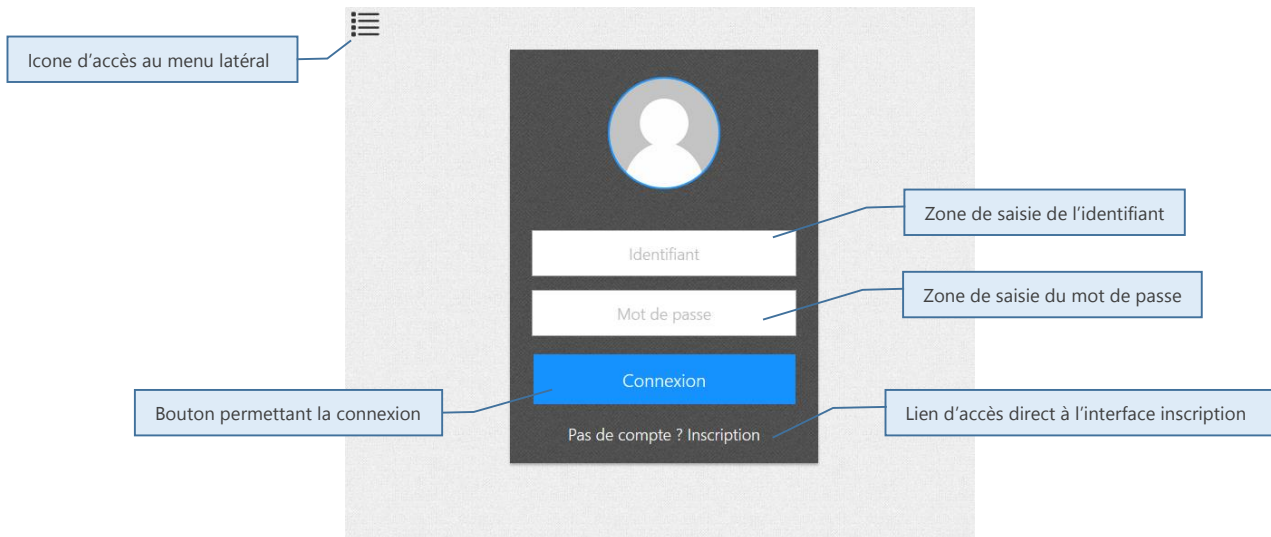 Icone d'accès au menu latéral
Zone de saisie de l'identifiant
Identifiant
Zone de saisie du mot de passe
Mot de passe
Connexion
Bouton permettant la connexion
Lien d'accès direct à l'interface inscription
Pas de compte ? Inscription